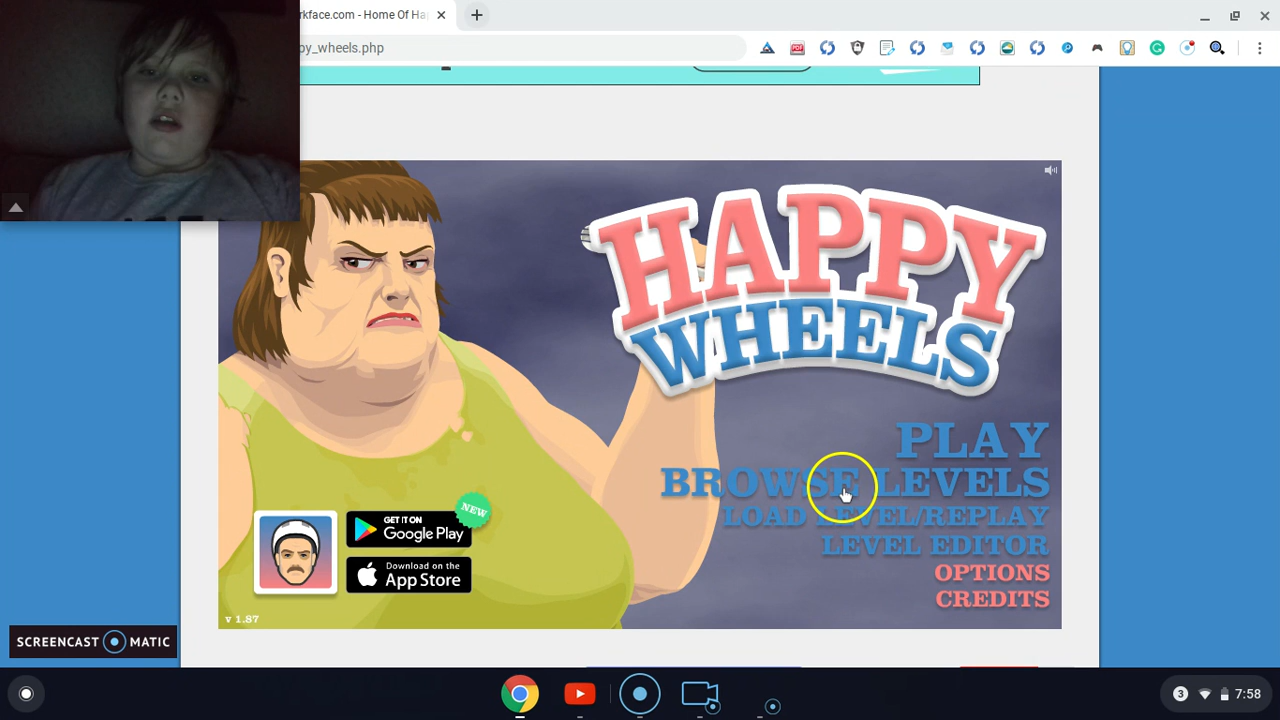 rkface.com - Home Of Ha
py_wheels.php
HAPPY
WHEELS
PLAY
BROWSE LEVELS
LOAD LEVEL/REPLAY
LEVEL EDITOR
OPTIONS
CREDITS
NEW
GET IT ON
Google Play
Download on the
App Store
v 1.87
SCREENCAST MATIC
3
7:58